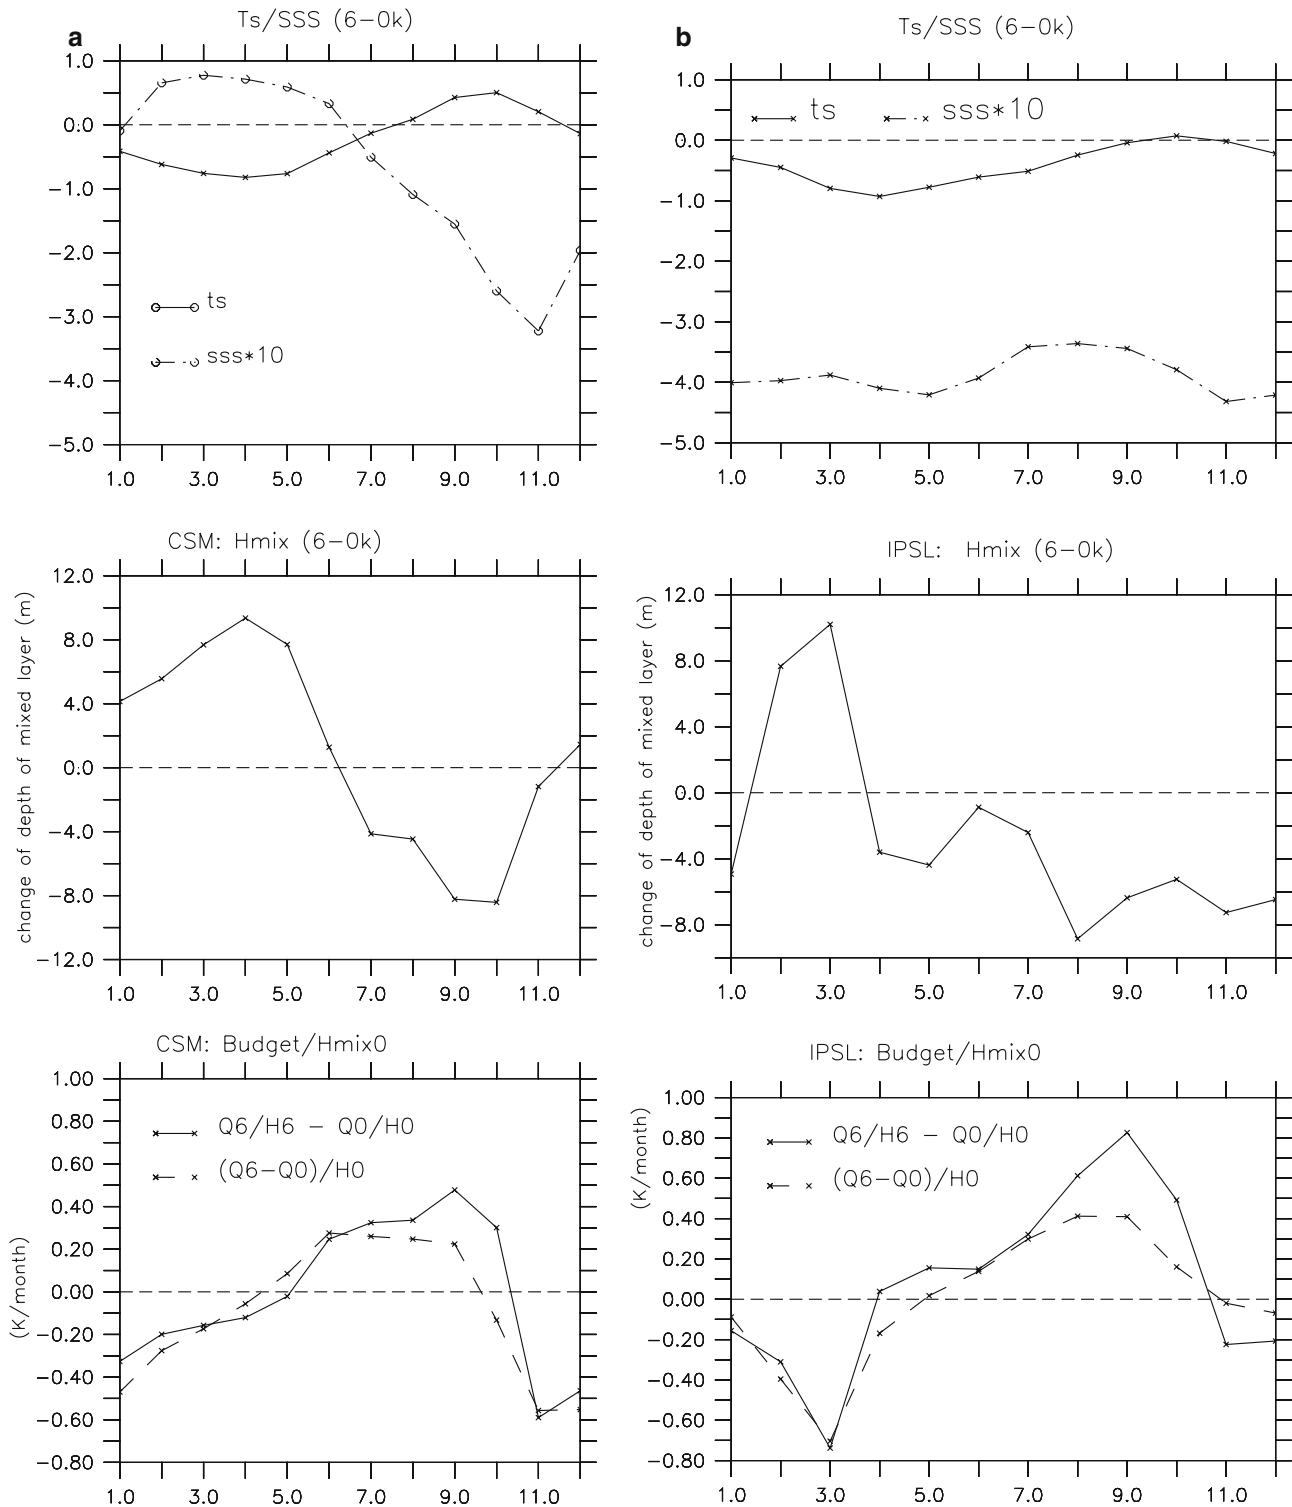 a
Ts/SSS (6-0k)
1.0
0.0
-1.0
-2.0
-3.0
-4.0
-5.0
ts
sss*10
1.0 3.0 5.0 7.0 9.0 11.0
CSM: Hmix (6-0k)
change of depth of mixed layer (m)
12.0
8.0
4.0
0.0
-4.0
-8.0
-12.0
1.0 3.0 5.0 7.0 9.0 11.0
CSM: Budget/Hmix0
(K/month)
1.00
0.80
0.60
0.40
0.20
0.00
-0.20
-0.40
-0.60
-0.80
Q6/H6 - Q0/H0
(Q6-Q0)/H0
1.0 3.0 5.0 7.0 9.0 11.0
b
Ts/SSS (6-0k)
1.0
0.0
-1.0
-2.0
-3.0
-4.0
-5.0
ts sss*10
1.0 3.0 5.0 7.0 9.0 11.0
IPSL: Hmix (6-0k)
change of depth of mixed layer (m)
12.0
8.0
4.0
0.0
-4.0
-8.0
1.0 3.0 5.0 7.0 9.0 11.0
IPSL: Budget/Hmix0
(K/month)
1.00
0.80
0.60
0.40
0.20
0.00
-0.20
-0.40
-0.60
-0.80
Q6/H6 - Q0/H0
(Q6-Q0)/H0
1.0 3.0 5.0 7.0 9.0 11.0